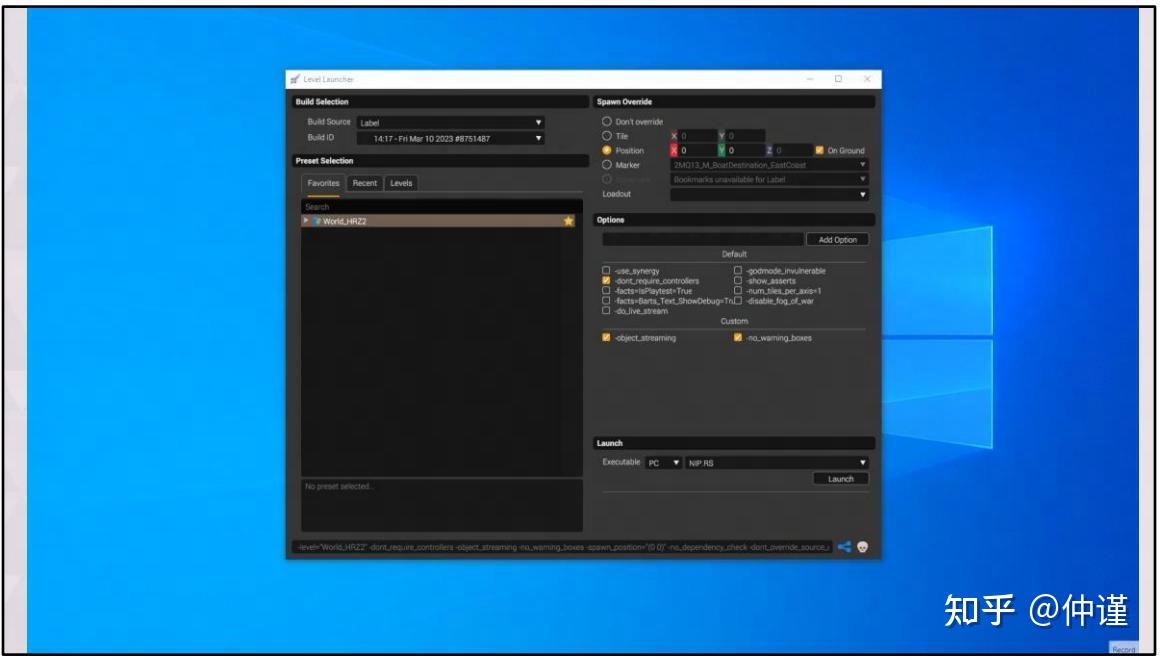 Level Launcher
Build Selection
Build Source Label
Build ID 14:17 - Fri Mar 10 2023 #8751487
Preset Selection
Favorites Recent Levels
Search
World_HRZ2
No preset selected...
Spawn Override
Don't override
Tile X 0 Y 0
Position X 0 Y 0 Z 0 On Ground
Marker 2MQ13_M_BoatDestination_EastCoast
Bookmarks unavailable for Label
Loadout
Options
Add Option
Default
-use_synergy -godmode_invulnerable
-dont_require_controllers -show_asserts
-facts=IsPlaytest=True -num_tiles_per_axis=1
-facts=Barts_Text_ShowDebug=Tru -disable_fog_of_war
-do_live_stream
Custom
-object_streaming -no_warning_boxes
Launch
Executable PC NIP.RS
Launch
-level="World_HRZ2" -dont_require_controllers -object_streaming -no_warning_boxes -spawn_position="(0 0)" -no_dependency_check -dont_override_source_
知乎 @仲谨
Record